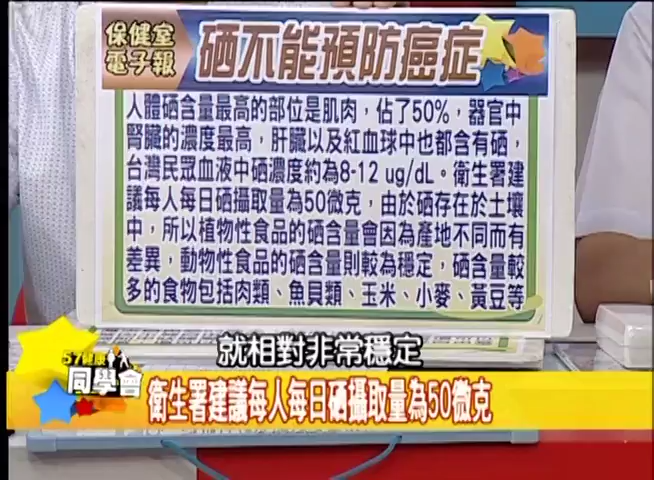 保健室
電子報
硒不能預防癌症
人體硒含量最高的部位是肌肉，佔了50%，器官中
腎臟的濃度最高，肝臟以及紅血球中也都含有硒，
台灣民眾血液中硒濃度約為8-12 ug/dL。衛生署建
議每人每日硒攝取量為50微克，由於硒存在於土壤
中，所以植物性食品的硒含量會因為產地不同而有
差異，動物性食品的硒含量則較為穩定，硒含量較
多的食物包括肉類、魚貝類、玉米、小麥、黃豆等
就相對非常穩定
57健康
同學會
衛生署建議每人每日硒攝取量為50微克